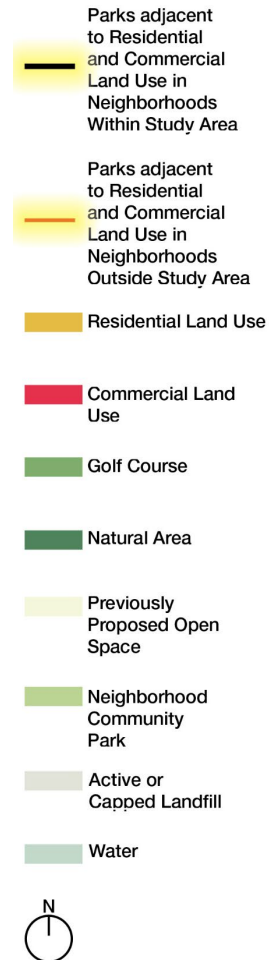 Parks adjacent
to Residential
and Commercial
Land Use in
Neighborhoods
Within Study Area
Parks adjacent
to Residential
and Commercial
Land Use in
Neighborhoods
Outside Study Area
Residential Land Use
Commercial Land
Use
Golf Course
Natural Area
Previously
Proposed Open
Space
Neighborhood
Community
Park
Active or
Capped Landfill
Water
N